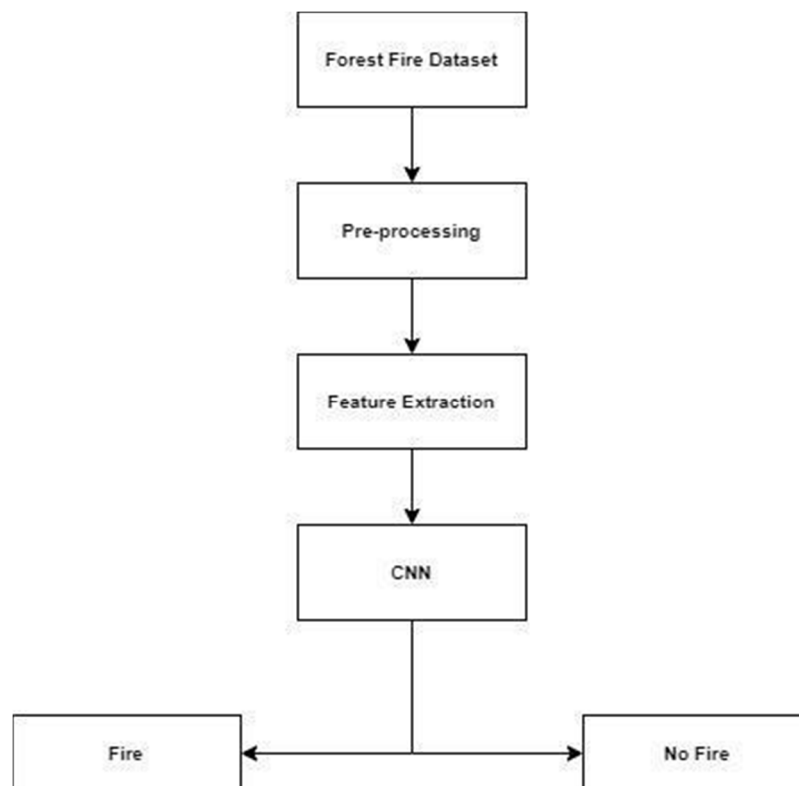 Forest Fire Dataset
Pre-processing
Feature Extraction
CNN
Fire
No Fire